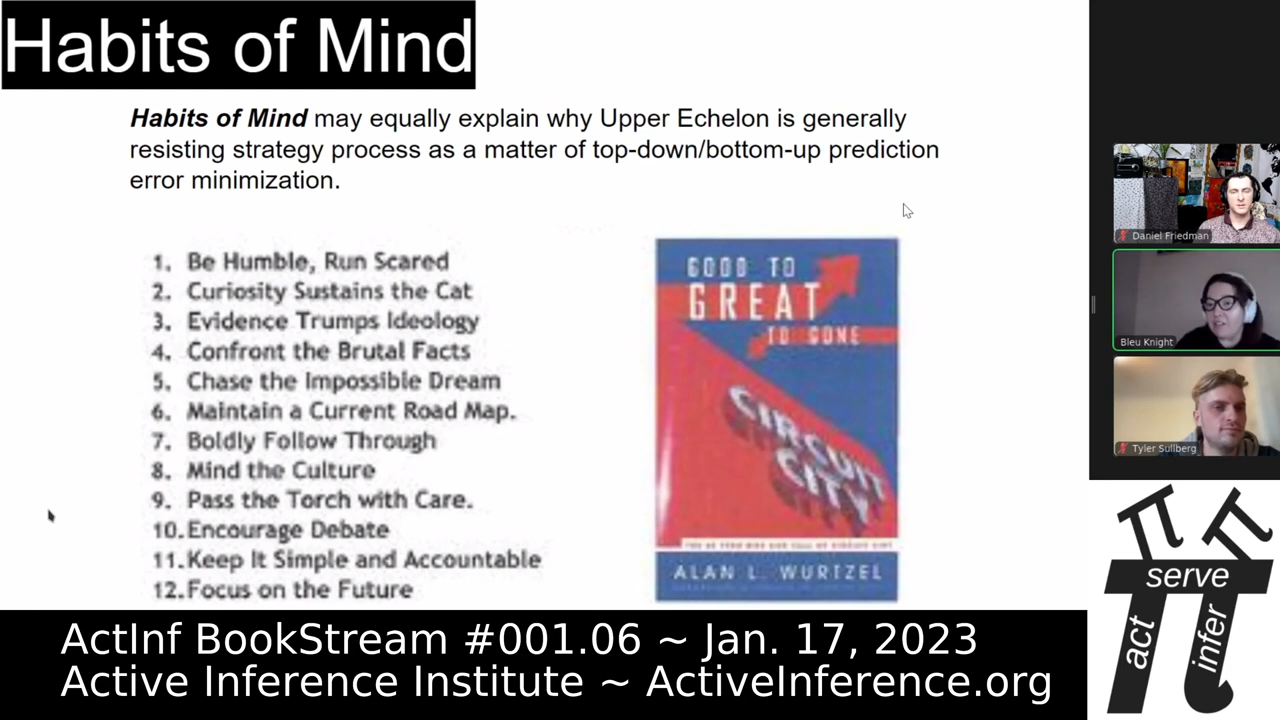 Habits of Mind
Habits of Mind may equally explain why Upper Echelon is generally
resisting strategy process as a matter of top-down/bottom-up prediction
error minimization.
1. Be Humble, Run Scared
2. Curiosity Sustains the Cat
3. Evidence Trumps Ideology
4. Confront the Brutal Facts
5. Chase the Impossible Dream
6. Maintain a Current Road Map.
7. Boldly Follow Through
8. Mind the Culture
9. Pass the Torch with Care.
10. Encourage Debate
11. Keep It Simple and Accountable
12. Focus on the Future
GOOD TO
GREAT
TO GONE
CIRCUIT
CITY
ALAN L. WURTZEL
Daniel Friedman
Bleu Knight
Tyler Sullberg
serve
act
infer
ActInf BookStream #001.06 ~ Jan. 17, 2023
Active Inference Institute ~ ActiveInference.org